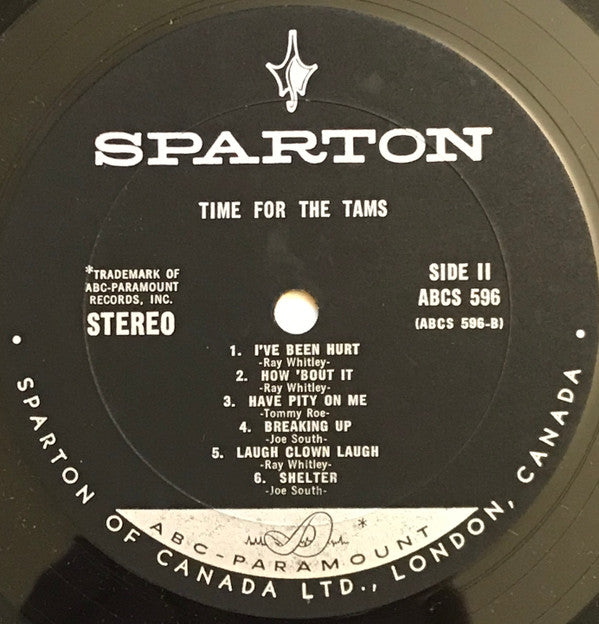 SPARTON
TIME FOR THE TAMS
*TRADEMARK OF
ABC-PARAMOUNT
RECORDS, INC.
STEREO
SIDE II
ABCS 596
(ABCS 596-B)
1. I'VE BEEN HURT
-Ray Whitley-
2. HOW 'BOUT IT
-Ray Whitley-
3. HAVE PITY ON ME
-Tommy Roe-
4. BREAKING UP
-Joe South-
5. LAUGH CLOWN LAUGH
-Ray Whitley-
6. SHELTER
-Joe South-
*
ABC-PARAMOUNT
• SPARTON OF CANADA LTD., LONDON, CANADA •